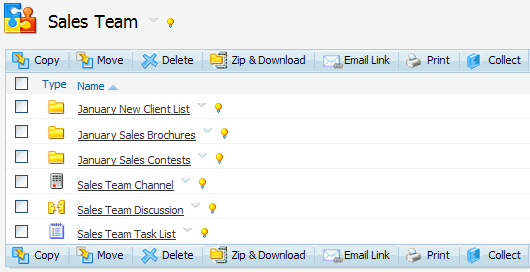 Sales Team
Copy Move Delete Zip & Download Email Link Print Collect
Type Name
January New Client List
January Sales Brochures
January Sales Contests
Sales Team Channel
Sales Team Discussion
Sales Team Task List
Copy Move Delete Zip & Download Email Link Print Collect